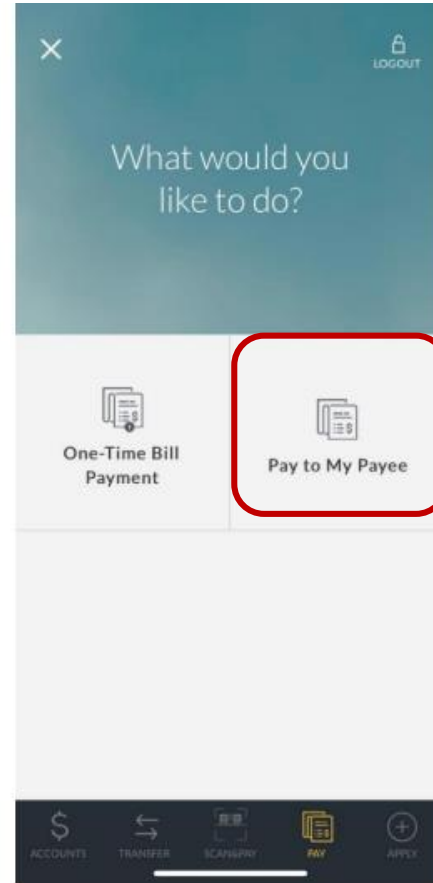 LOGOUT
What would you
like to do?
One-Time Bill
Payment
Pay to My Payee
ACCOUNTS
TRANSFER
SCAN&PAY
PAY
APPLY